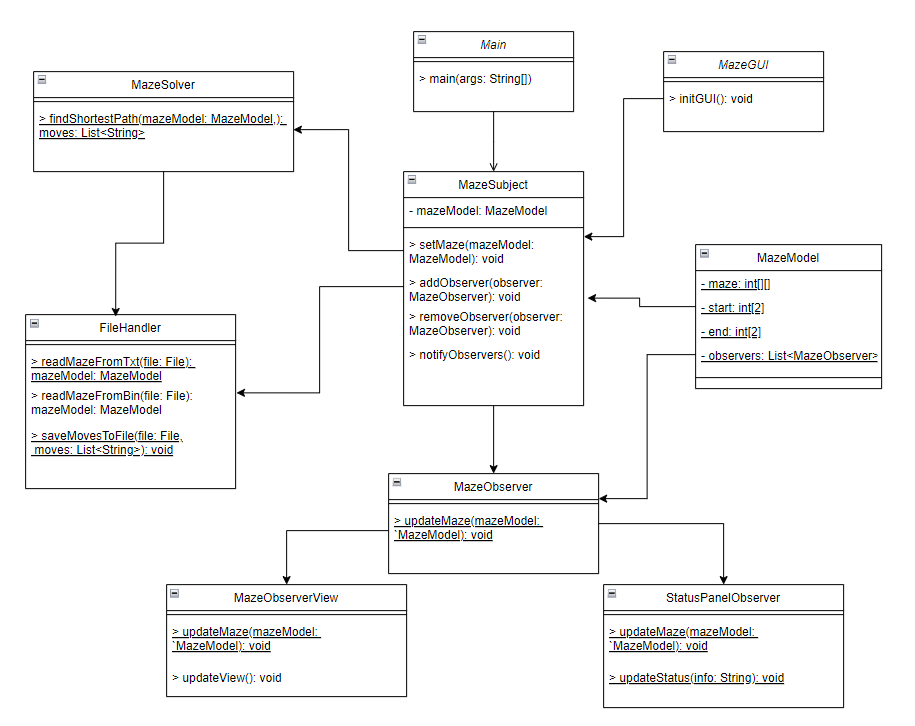 Main
> main(args: String[])
MazeGUI
> initGUI(): void
MazeSolver
> findShortestPath(mazeModel: MazeModel,):
moves: List<String>
MazeSubject
- mazeModel: MazeModel
> setMaze(mazeModel:
MazeModel): void
> addObserver(observer:
MazeObserver): void
> removeObserver(observer:
MazeObserver): void
> notifyObservers(): void
MazeModel
- maze: int[][]
- start: int[2]
- end: int[2]
- observers: List<MazeObserver>
FileHandler
> readMazeFromTxt(file: File):
mazeModel: MazeModel
> readMazeFromBin(file: File):
mazeModel: MazeModel
> saveMovesToFile(file: File,
moves: List<String>): void
MazeObserver
> updateMaze(mazeModel:
`MazeModel): void
MazeObserverView
> updateMaze(mazeModel:
`MazeModel): void
> updateView(): void
StatusPanelObserver
> updateMaze(mazeModel:
`MazeModel): void
> updateStatus(info: String): void